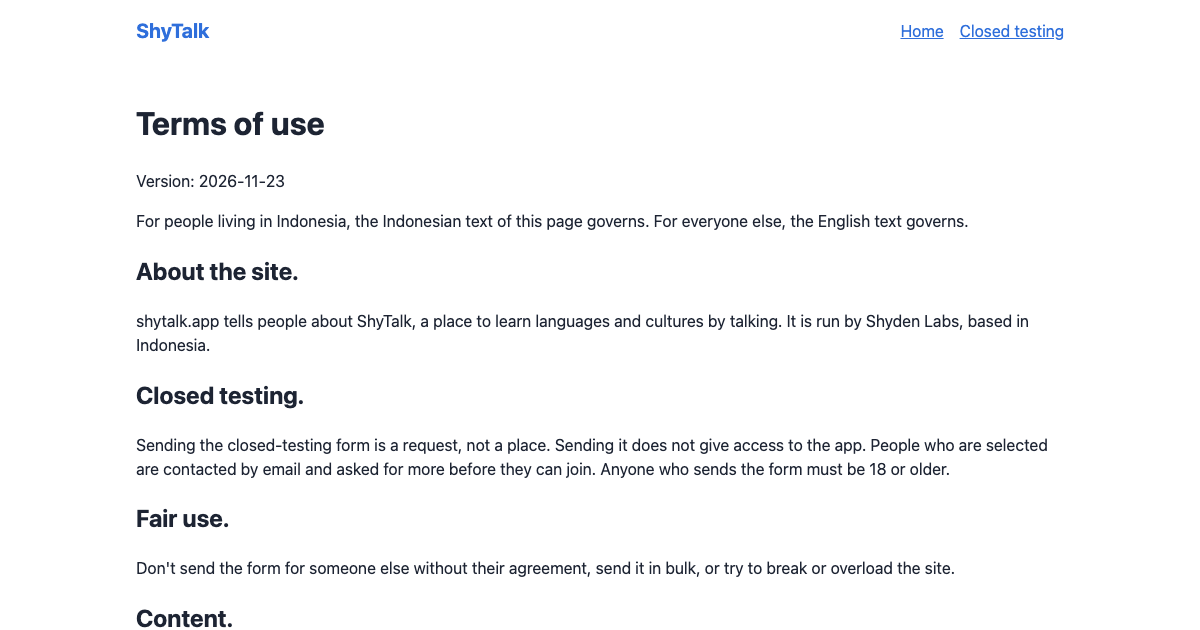 ShyTalk
Home
Closed testing
Terms of use
Version: 2026-11-23
For people living in Indonesia, the Indonesian text of this page governs. For everyone else, the English text governs.
About the site.
shytalk.app tells people about ShyTalk, a place to learn languages and cultures by talking. It is run by Shyden Labs, based in
Indonesia.
Closed testing.
Sending the closed-testing form is a request, not a place. Sending it does not give access to the app. People who are selected
are contacted by email and asked for more before they can join. Anyone who sends the form must be 18 or older.
Fair use.
Don't send the form for someone else without their agreement, send it in bulk, or try to break or overload the site.
Content.